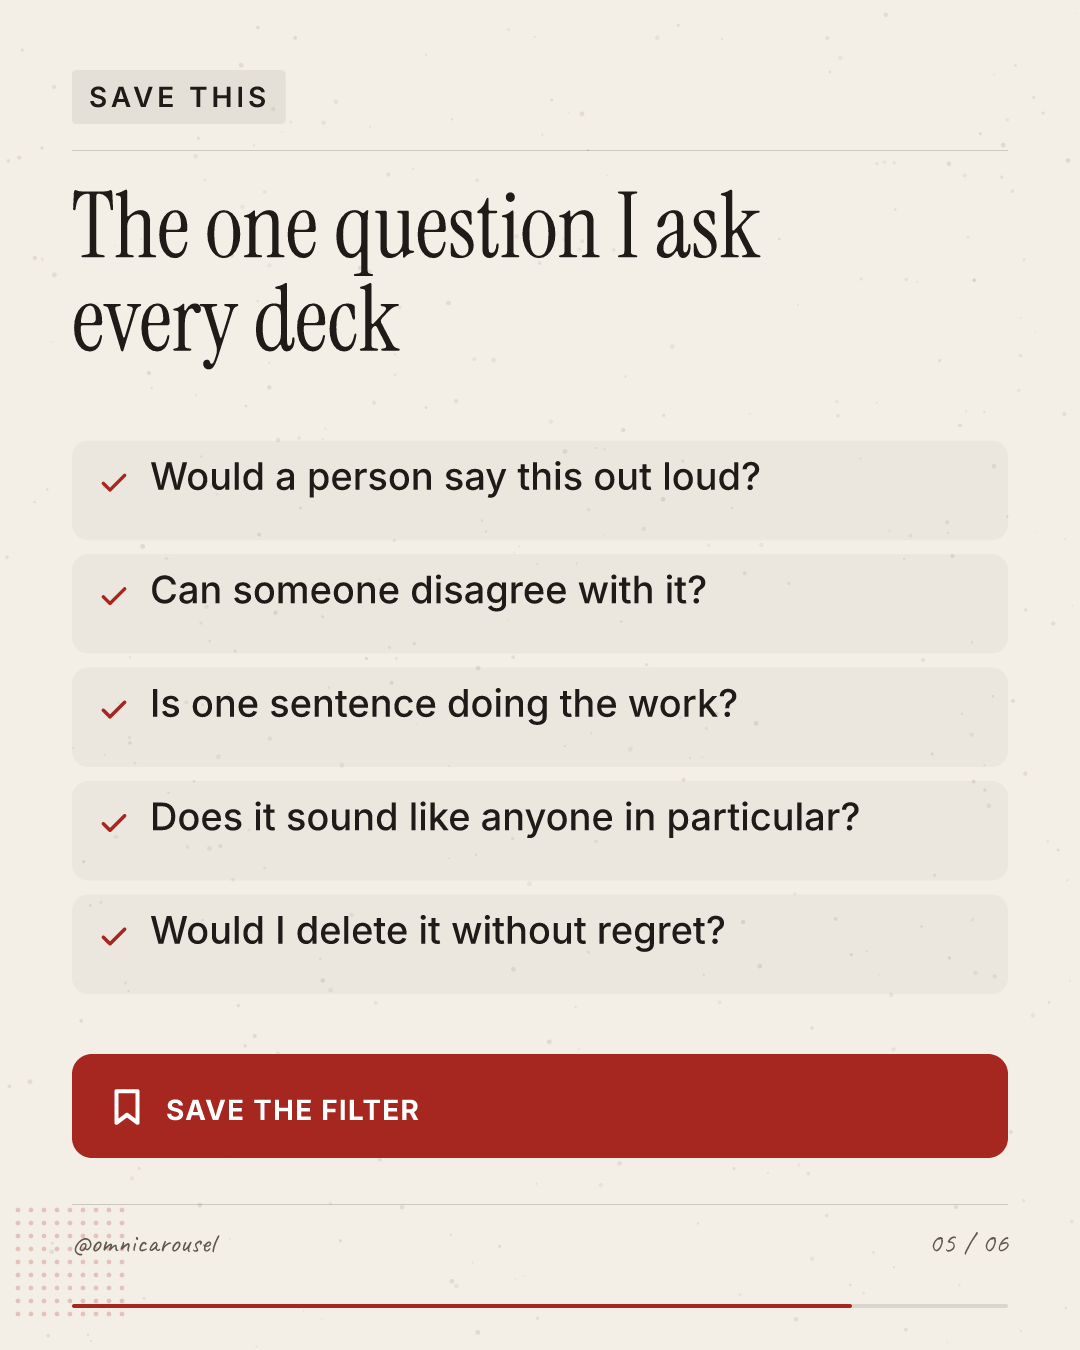 SAVE THIS
The one question I ask
every deck
Would a person say this out loud?
Can someone disagree with it?
Is one sentence doing the work?
Does it sound like anyone in particular?
Would I delete it without regret?
SAVE THE FILTER
@omnicarousel
05 / 06